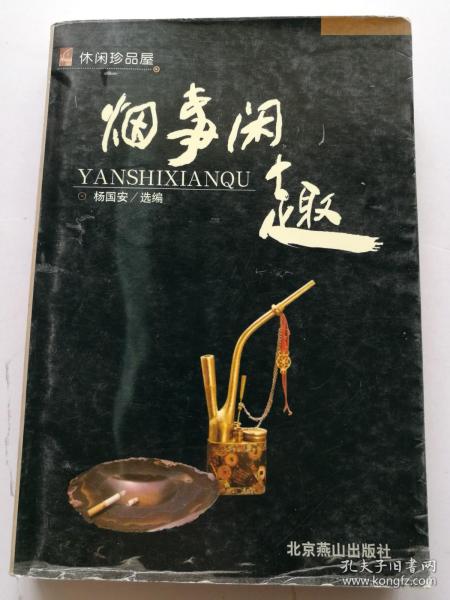 休闲珍品屋
烟事闲
趣
YANSHIXIANQU
杨国安／选编
北京燕山出版社
孔夫子旧书网
www.kongfz.com